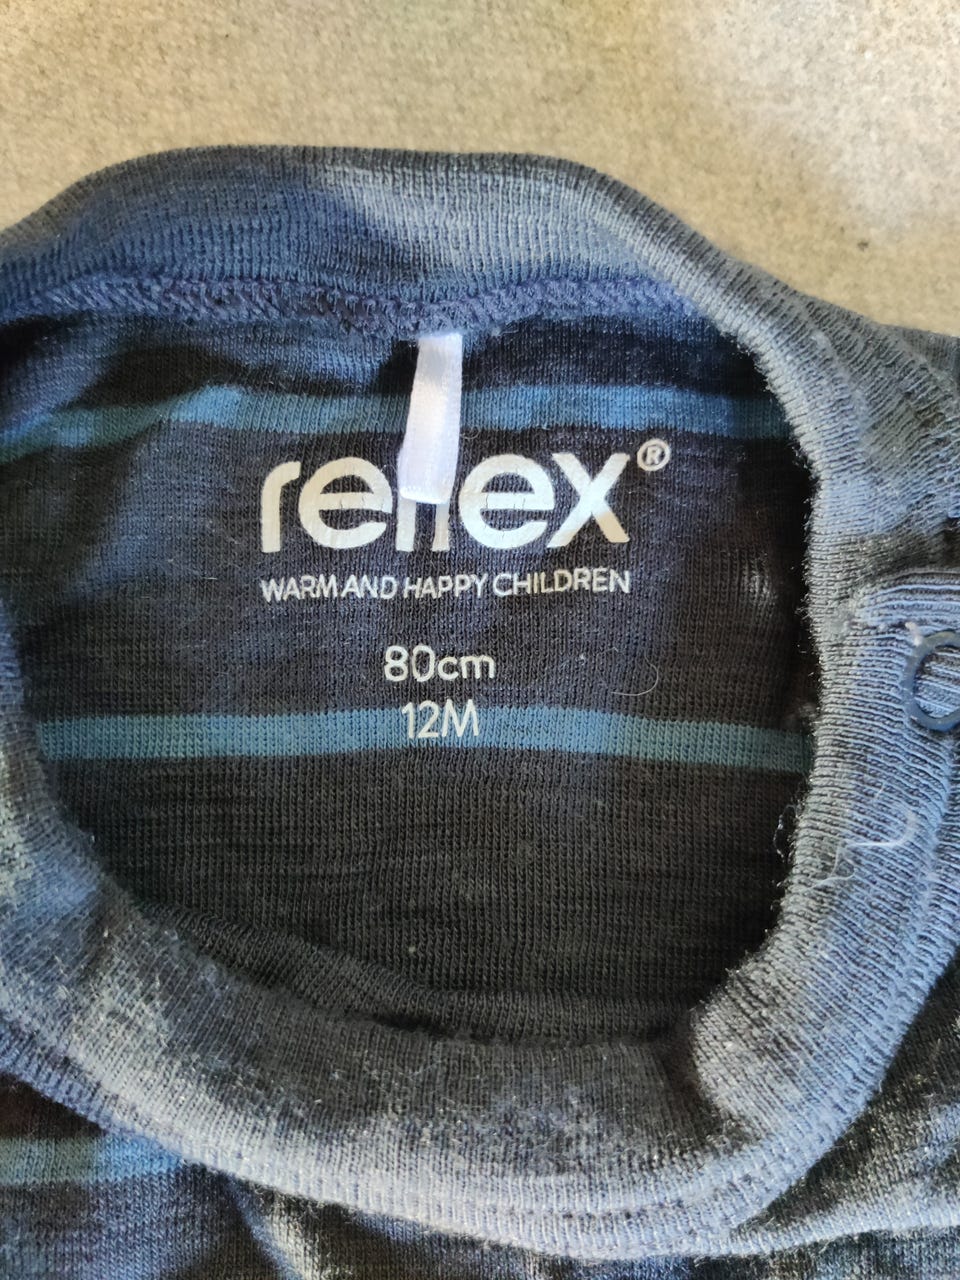 reflex®
WARM AND HAPPY CHILDREN
80cm
12M